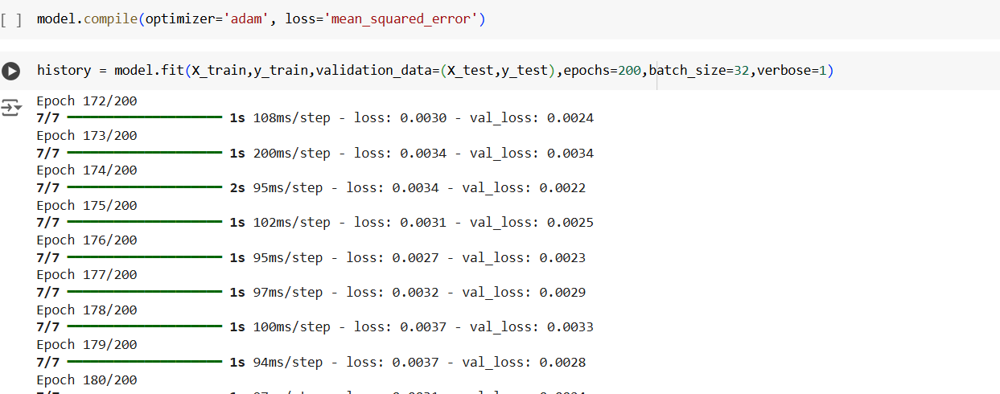 [ ] model.compile(optimizer='adam', loss='mean_squared_error')
history = model.fit(X_train,y_train,validation_data=(X_test,y_test),epochs=200,batch_size=32,verbose=1)
Epoch 172/200
7/7 ━━━━━━━━━━━━━━━━━━━━ 1s 108ms/step - loss: 0.0030 - val_loss: 0.0024
Epoch 173/200
7/7 ━━━━━━━━━━━━━━━━━━━━ 1s 200ms/step - loss: 0.0034 - val_loss: 0.0034
Epoch 174/200
7/7 ━━━━━━━━━━━━━━━━━━━━ 2s 95ms/step - loss: 0.0034 - val_loss: 0.0022
Epoch 175/200
7/7 ━━━━━━━━━━━━━━━━━━━━ 1s 102ms/step - loss: 0.0031 - val_loss: 0.0025
Epoch 176/200
7/7 ━━━━━━━━━━━━━━━━━━━━ 1s 95ms/step - loss: 0.0027 - val_loss: 0.0023
Epoch 177/200
7/7 ━━━━━━━━━━━━━━━━━━━━ 1s 97ms/step - loss: 0.0032 - val_loss: 0.0029
Epoch 178/200
7/7 ━━━━━━━━━━━━━━━━━━━━ 1s 100ms/step - loss: 0.0037 - val_loss: 0.0033
Epoch 179/200
7/7 ━━━━━━━━━━━━━━━━━━━━ 1s 94ms/step - loss: 0.0037 - val_loss: 0.0028
Epoch 180/200